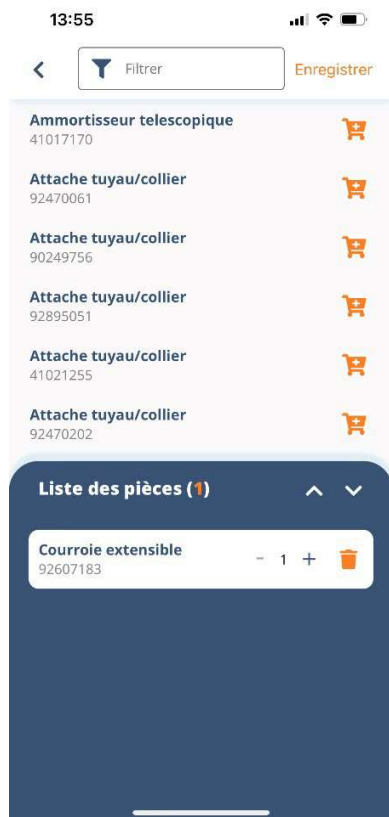 13:55
Filtrer
Enregistrer
Ammortisseur telescopique
41017170
Attache tuyau/collier
92470061
Attache tuyau/collier
90249756
Attache tuyau/collier
92895051
Attache tuyau/collier
41021255
Attache tuyau/collier
92470202
Liste des pièces (1)
Courroie extensible
92607183
- 1 +